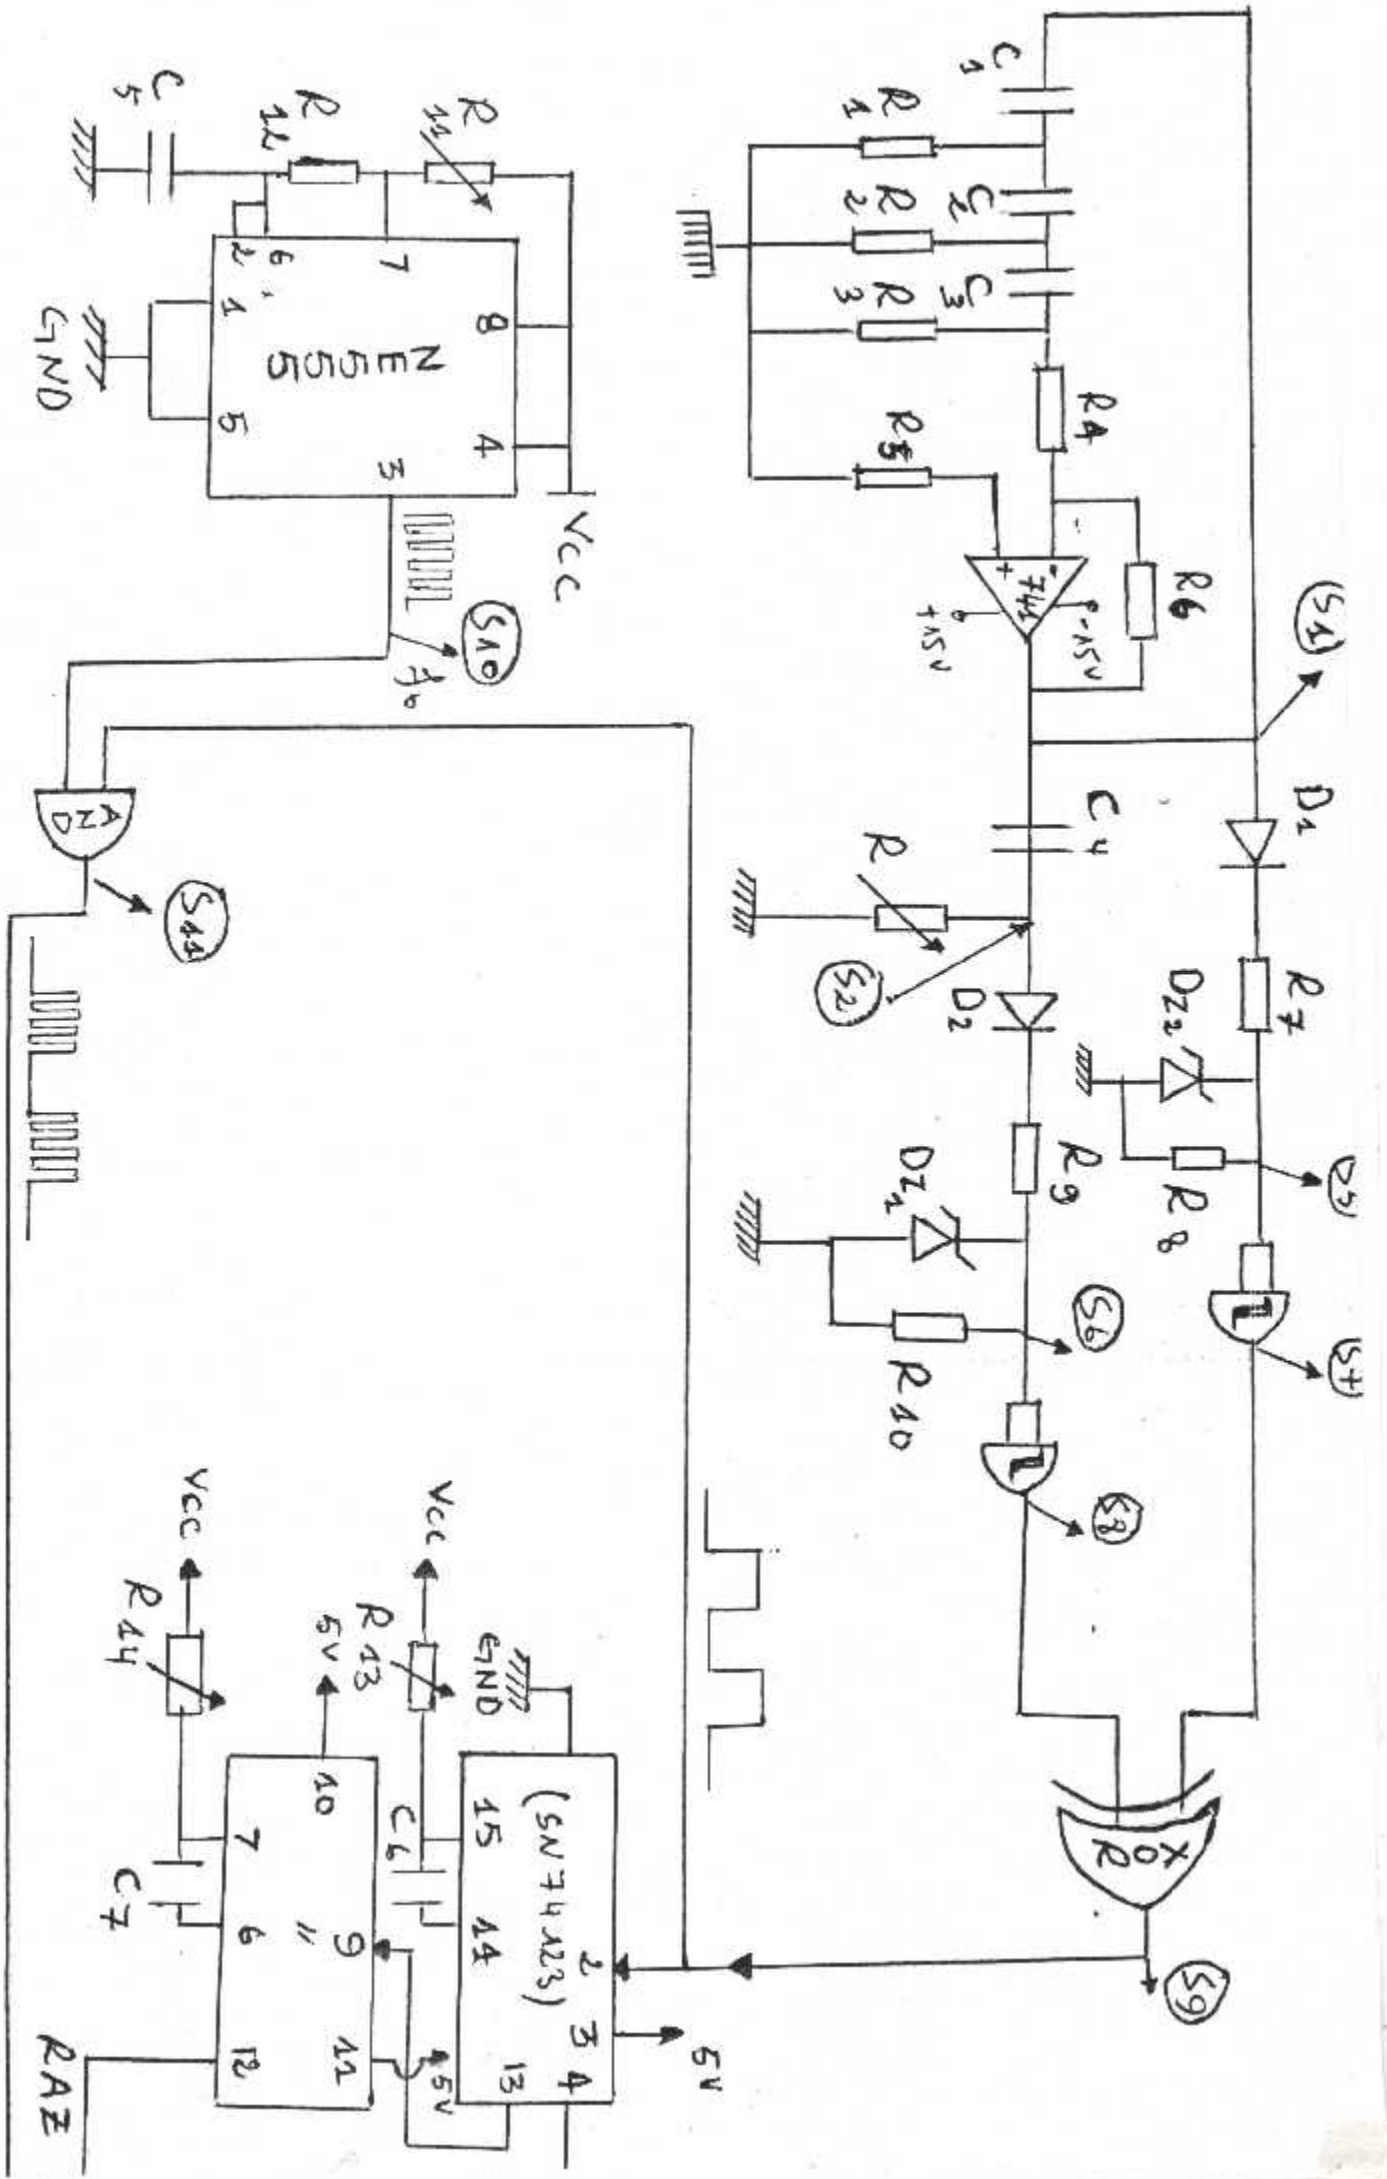 S1
C1
C2
C3
R1
R2
R3
R4
R5
R6
-
+
741
-15V
+15V
D1
R7
DZ2
R8
S5
S7
C4
R
S2
D2
R9
DZ1
R10
S6
S8
XOR
S9
VCC
R11
R12
C5
7
6
2
8
4
1
5
3
NE555
GND
S10
f0
AND
S11
GND
(SN74123)
2
3
4
15
14
13
5V
VCC
R13
C6
5V
10
9
11
5V
7
6
12
"
VCC
R14
C7
RAZ